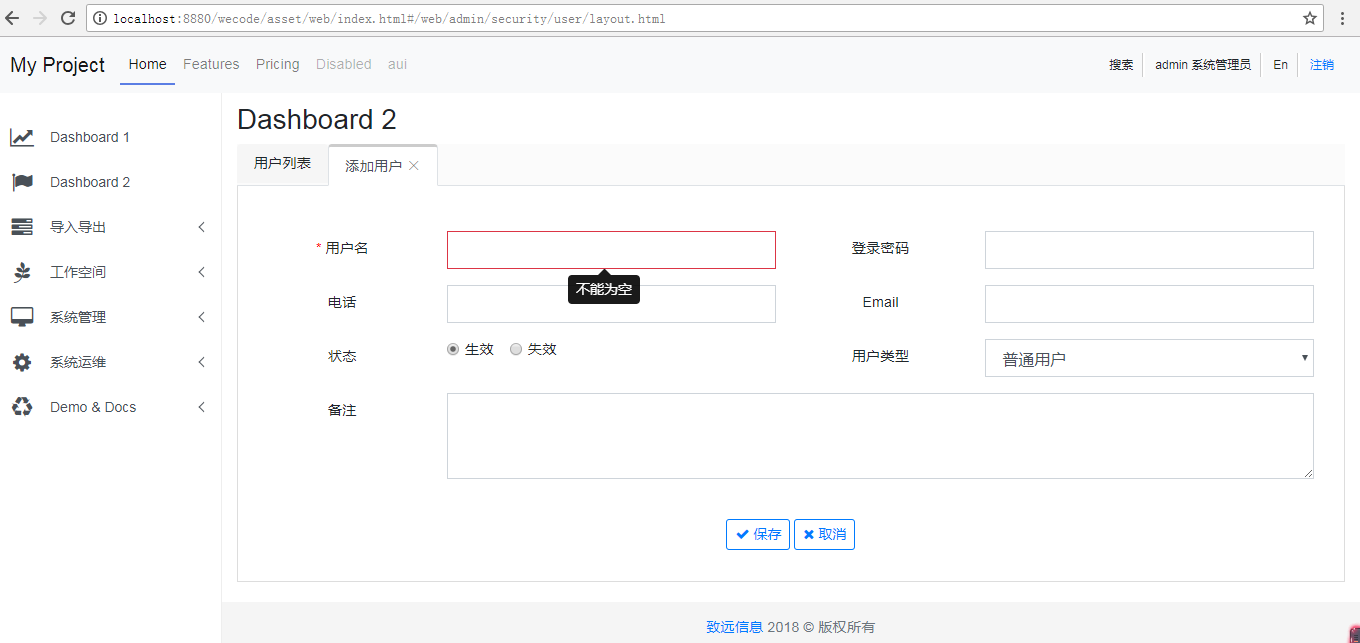 localhost:8880/wecode/asset/web/index.html#/web/admin/security/user/layout.html
My Project Home Features Pricing Disabled aui 搜索 admin 系统管理员 En 注销
Dashboard 1
Dashboard 2
导入导出
工作空间
系统管理
系统运维
Demo & Docs
Dashboard 2
用户列表 添加用户
* 用户名 登录密码
不能为空
电话 Email
状态 生效 失效 用户类型 普通用户
备注
保存 取消
致远信息 2018 © 版权所有